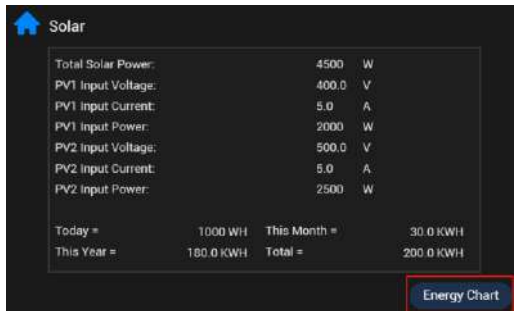 Solar
Total Solar Power: 4500 W
PV1 Input Voltage: 400.0 V
PV1 Input Current: 5.0 A
PV1 Input Power: 2000 W
PV2 Input Voltage: 500.0 V
PV2 Input Current: 5.0 A
PV2 Input Power: 2500 W
Today = 1000 WH This Month = 30.0 KWH
This Year = 180.0 KWH Total = 200.0 KWH
Energy Chart